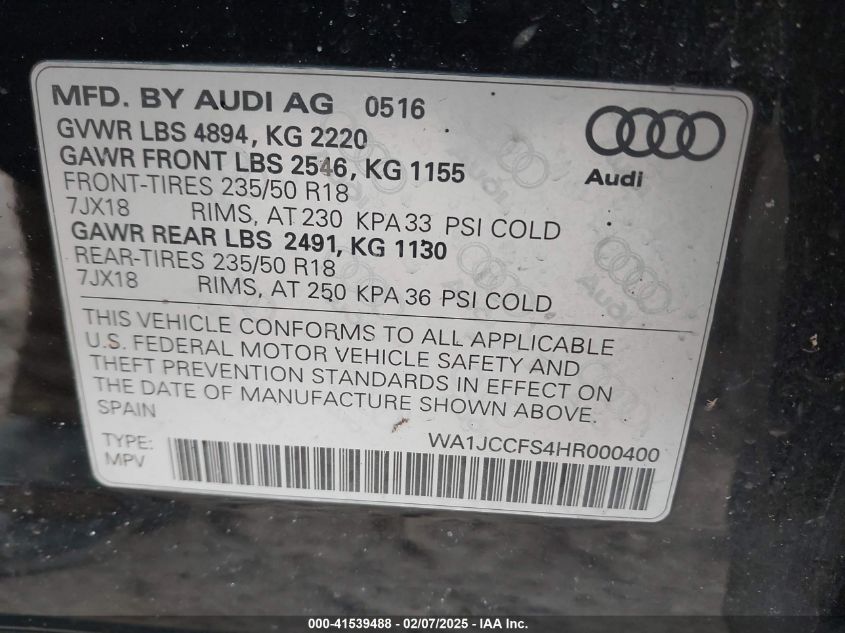 MFD. BY AUDI AG 0516
GVWR LBS 4894, KG 2220
GAWR FRONT LBS 2546, KG 1155
FRONT-TIRES 235/50 R18
7JX18 RIMS, AT 230 KPA 33 PSI COLD
GAWR REAR LBS 2491, KG 1130
REAR-TIRES 235/50 R18
7JX18 RIMS, AT 250 KPA 36 PSI COLD
Audi
THIS VEHICLE CONFORMS TO ALL APPLICABLE
U.S. FEDERAL MOTOR VEHICLE SAFETY AND
THEFT PREVENTION STANDARDS IN EFFECT ON
THE DATE OF MANUFACTURE SHOWN ABOVE.
SPAIN
WA1JCCFS4HR000400
TYPE:
MPV
000-41539488 - 02/07/2025 - IAA Inc.